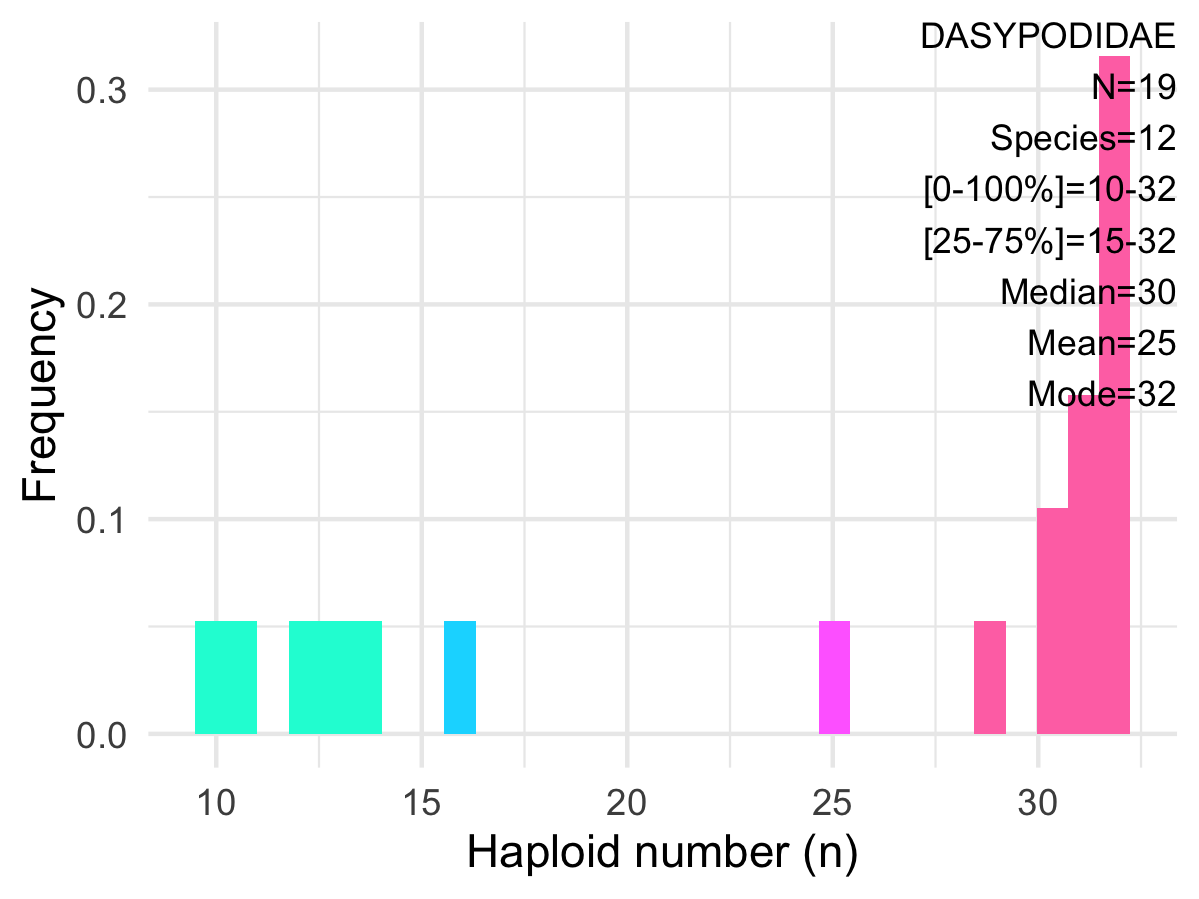 DASYPODIDAE
N=19
Species=12
[0-100%]=10-32
[25-75%]=15-32
Median=30
Mean=25
Mode=32
Frequency
0.3
0.2
0.1
0.0
10 15 20 25 30
Haploid number (n)